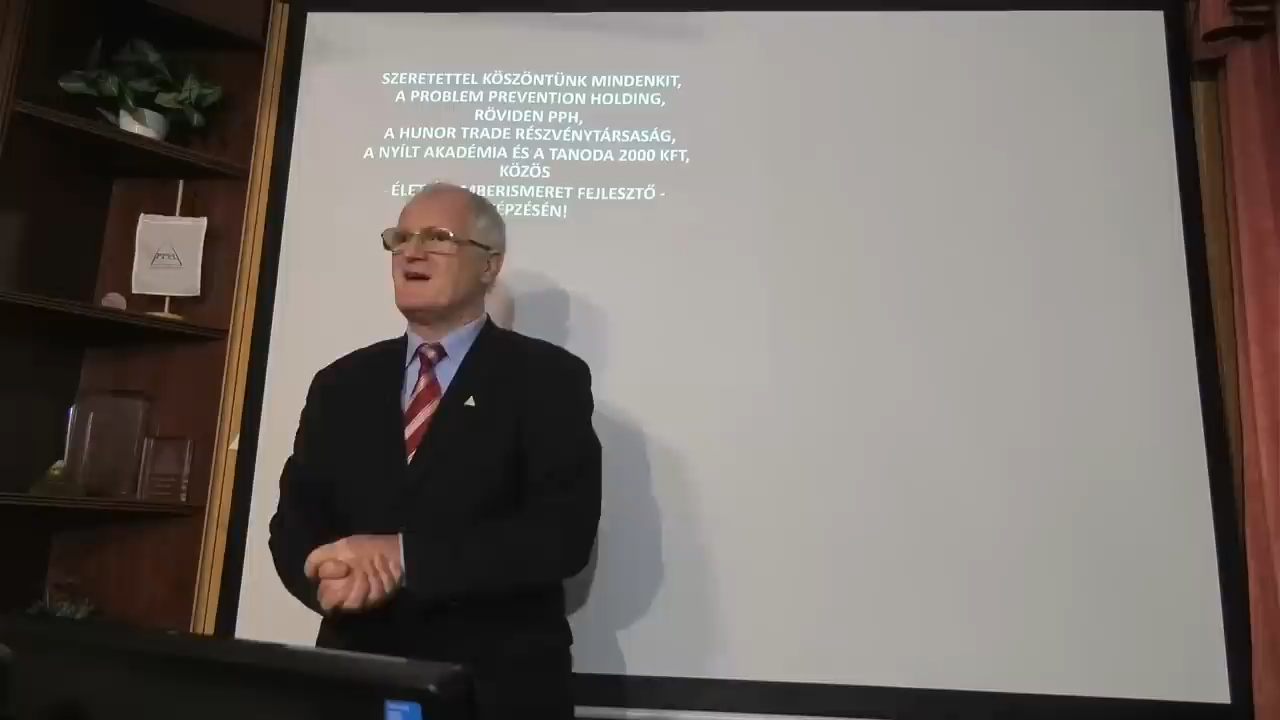 SZERETETTEL KÖSZÖNTÜNK MINDENKIT,
A PROBLEM PREVENTION HOLDING,
RÖVIDEN PPH,
A HUNOR TRADE RÉSZVÉNYTÁRSASÁG,
A NYÍLT AKADÉMIA ÉS A TANODA 2000 KFT,
KÖZÖS
FEJLESZTŐ -